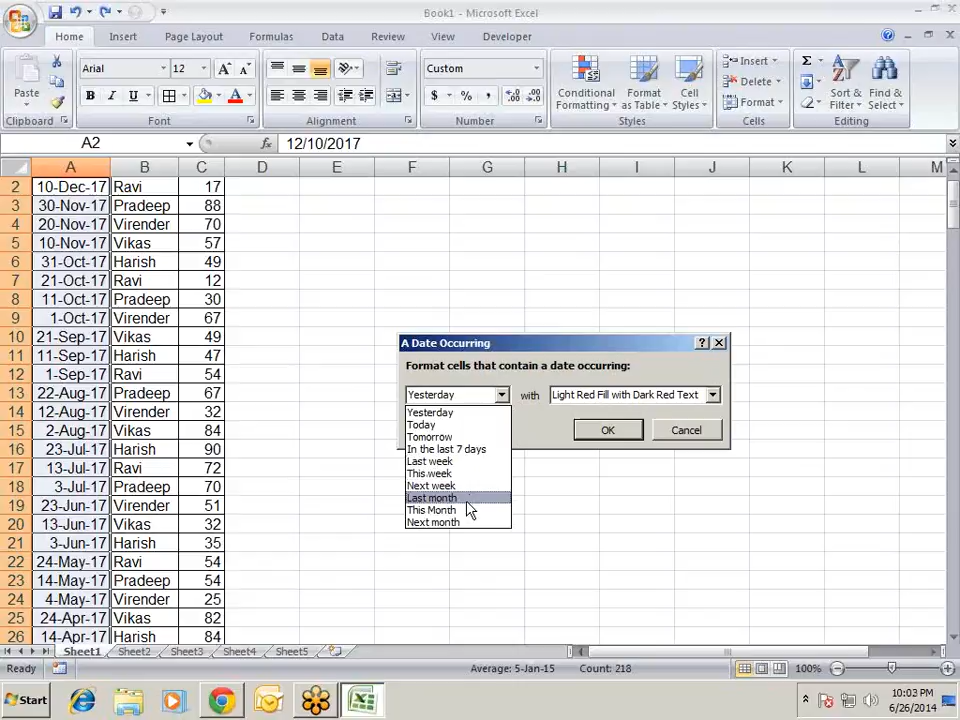 Book1 - Microsoft Excel
Home Insert Page Layout Formulas Data Review View Developer
Paste
Arial 12
B I U
Custom
$ % ,
Conditional Formatting
Format as Table
Cell Styles
Insert
Delete
Format
Sort & Filter
Find & Select
Clipboard Font Alignment Number Styles Cells Editing
A2 fx 12/10/2017
A B C D E F G H I J K L M
2 10-Dec-17 Ravi 17
3 30-Nov-17 Pradeep 88
4 20-Nov-17 Virender 70
5 10-Nov-17 Vikas 57
6 31-Oct-17 Harish 49
7 21-Oct-17 Ravi 12
8 11-Oct-17 Pradeep 30
9 1-Oct-17 Virender 67
10 21-Sep-17 Vikas 49
11 11-Sep-17 Harish 47
12 1-Sep-17 Ravi 54
13 22-Aug-17 Pradeep 67
14 12-Aug-17 Virender 32
15 2-Aug-17 Vikas 84
16 23-Jul-17 Harish 90
17 13-Jul-17 Ravi 72
18 3-Jul-17 Pradeep 70
19 23-Jun-17 Virender 51
20 13-Jun-17 Vikas 32
21 3-Jun-17 Harish 35
22 24-May-17 Ravi 54
23 14-May-17 Pradeep 54
24 4-May-17 Virender 25
25 24-Apr-17 Vikas 82
26 14-Apr-17 Harish 84
A Date Occurring
Format cells that contain a date occurring:
Yesterday with Light Red Fill with Dark Red Text
OK Cancel
Yesterday
Today
Tomorrow
In the last 7 days
Last week
This week
Next week
Last month
This Month
Next month
Sheet1 Sheet2 Sheet3 Sheet4 Sheet5
Ready Average: 5-Jan-15 Count: 218 100%
Start
10:03 PM
6/26/2014